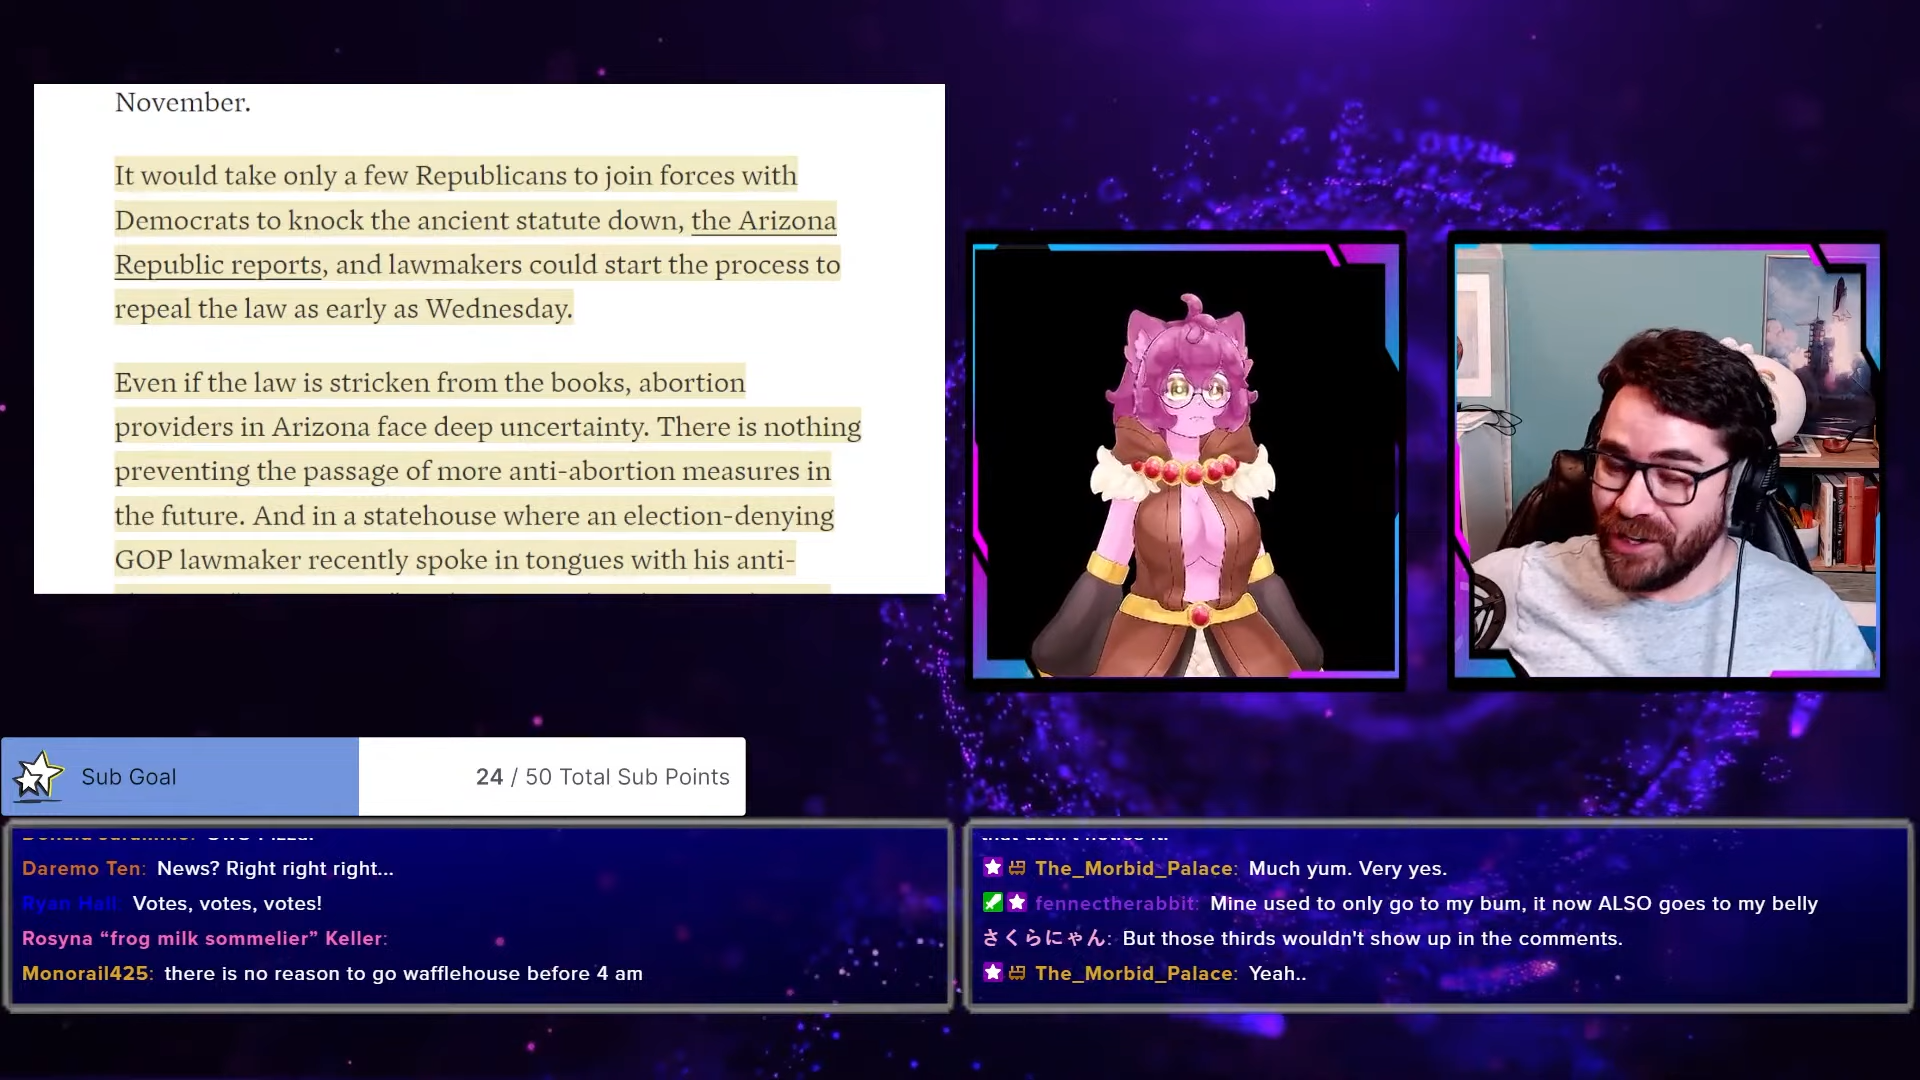 November.
It would take only a few Republicans to join forces with
Democrats to knock the ancient statute down, the Arizona
Republic reports, and lawmakers could start the process to
repeal the law as early as Wednesday.
Even if the law is stricken from the books, abortion
providers in Arizona face deep uncertainty. There is nothing
preventing the passage of more anti-abortion measures in
the future. And in a statehouse where an election-denying
GOP lawmaker recently spoke in tongues with his anti-
Sub Goal
24 / 50 Total Sub Points
Daremo Ten: News? Right right right...
Ryan Hall: Votes, votes, votes!
Rosyna “frog milk sommelier” Keller:
Monorail425: there is no reason to go wafflehouse before 4 am
that didn't notice it.
The_Morbid_Palace: Much yum. Very yes.
fennectherabbit: Mine used to only go to my bum, it now ALSO goes to my belly
さくらにゃん: But those thirds wouldn't show up in the comments.
The_Morbid_Palace: Yeah..